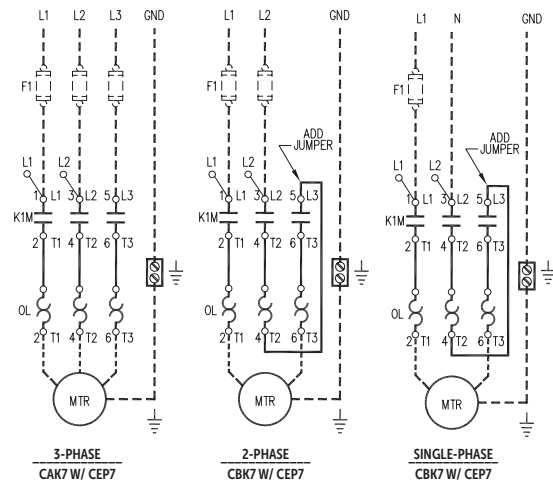 L1 L2 L3 GND
F1
L1 L2
1 L1 3 L2 5 L3
K1M
2 T1 4 T2 6 T3
OL
2 T1 4 T2 6 T3
MTR
3-PHASE
CAK7 W/ CEP7
L1 L2 GND
F1
ADD
JUMPER
L1 L2
1 L1 3 L2 5 L3
K1M
2 T1 4 T2 6 T3
OL
2 T1 4 T2 6 T3
MTR
2-PHASE
CBK7 W/ CEP7
L1 N GND
F1
ADD
JUMPER
L1 L2
1 L1 3 L2 5 L3
K1M
2 T1 4 T2 6 T3
OL
2 T1 4 T2 6 T3
MTR
SINGLE-PHASE
CBK7 W/ CEP7